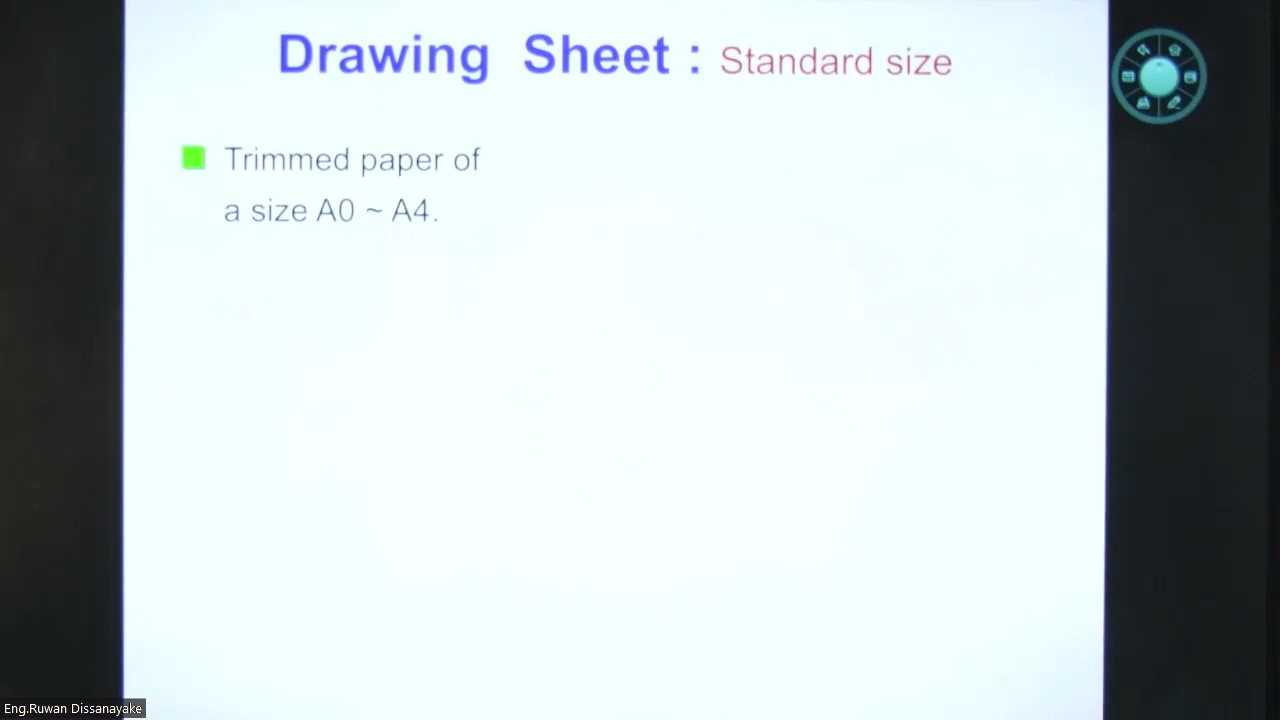 Drawing Sheet : Standard size
Trimmed paper of
a size A0 ~ A4.
Eng.Ruwan Dissanayake